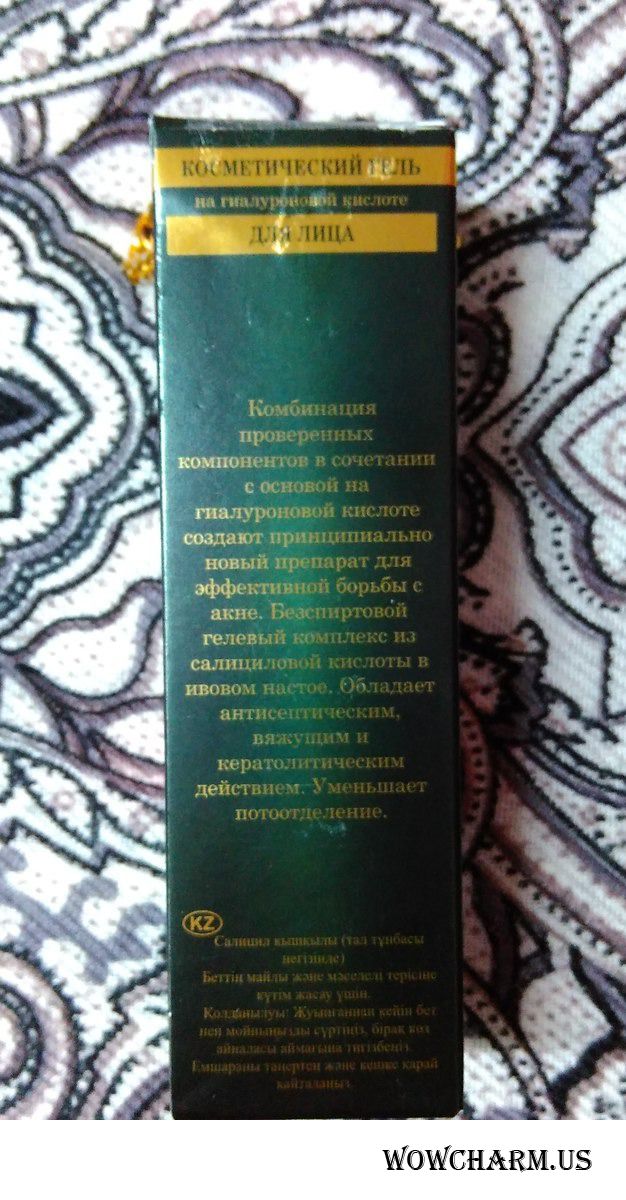 КОСМЕТИЧЕСКИЙ ГЕЛЬ
на гиалуроновой кислоте
ДЛЯ ЛИЦА
Комбинация
проверенных
компонентов в сочетании
с основой на
гиалуроновой кислоте
создают принципиально
новый препарат для
эффективной борьбы с
акне. Безспиртовой
гелевый комплекс из
салициловой кислоты в
ивовом настое. Обладает
антисептическим,
вяжущим и
кератолитическим
действием. Уменьшает
потоотделение.
KZ
Салицил қышқылы (тал тұнбасы
негізінде)
Беттің майлы және мәселелі терісіне
күтім жасау үшін.
Қолданылуы: Жуынғаннан кейін бет
пен мойныңызды сүртіңіз, бірақ көз
айналасы аймағына тигізбеңіз.
Емшараны таңертең және кешке қарай
қайталаңыз.
WOWCHARM.US